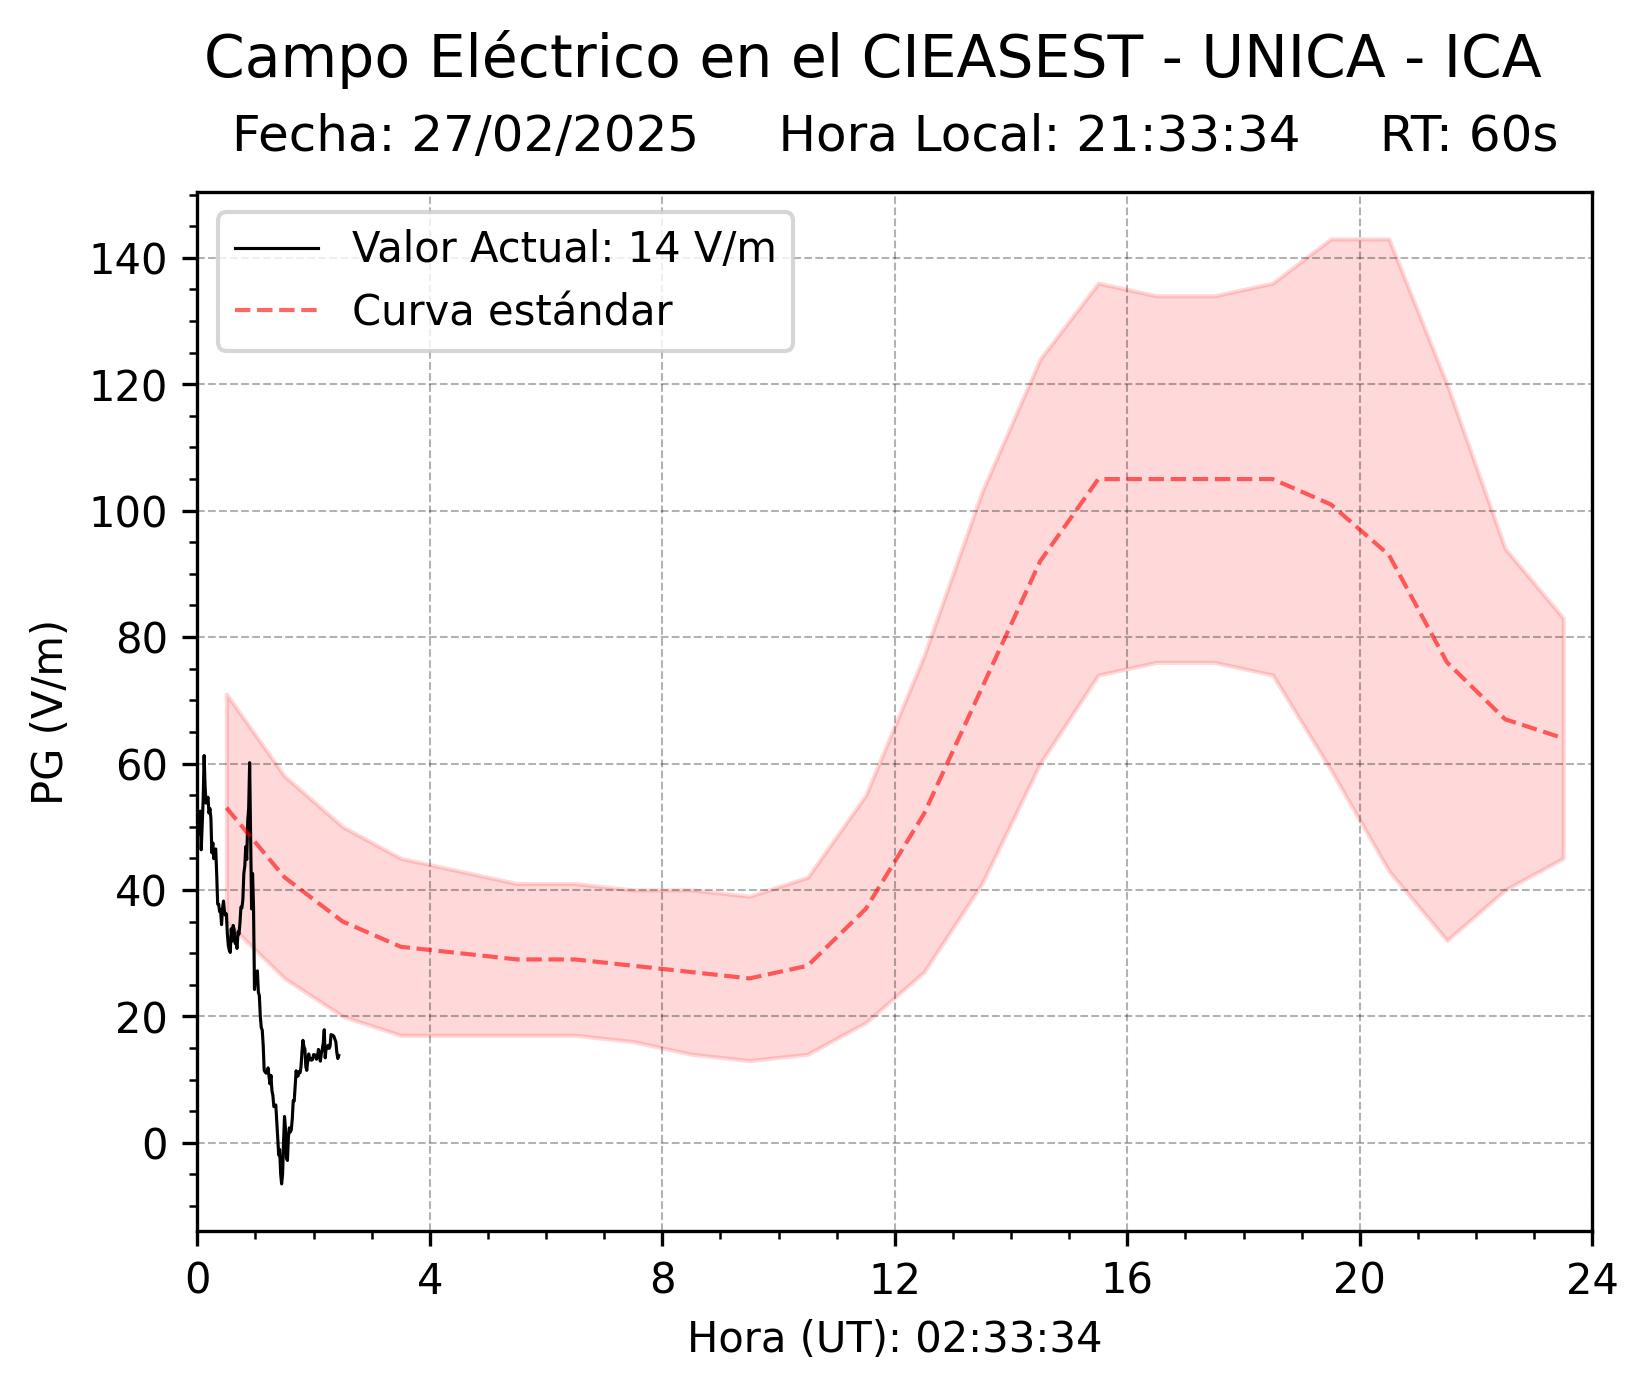 Campo Eléctrico en el CIEASEST - UNICA - ICA
Fecha: 27/02/2025 Hora Local: 21:33:34 RT: 60s
Valor Actual: 14 V/m
Curva estándar
140
120
100
80
60
40
20
0
PG (V/m)
0 4 8 12 16 20 24
Hora (UT): 02:33:34